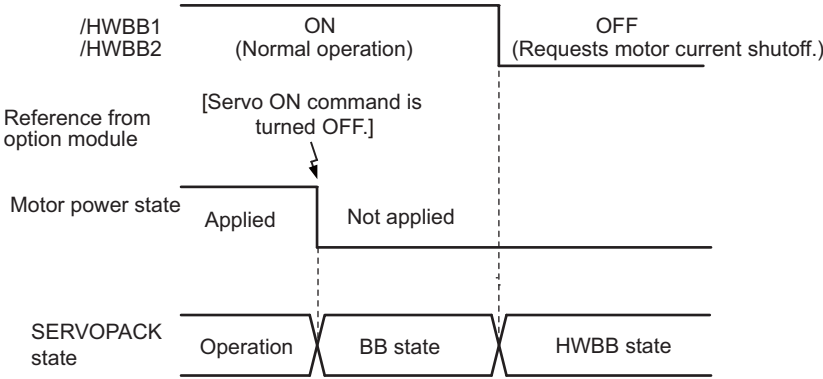 /HWBB1
/HWBB2
ON
(Normal operation)
OFF
(Requests motor current shutoff.)
Reference from
option module
[Servo ON command is
turned OFF.]
Motor power state
Applied
Not applied
SERVOPACK
state
Operation
BB state
HWBB state